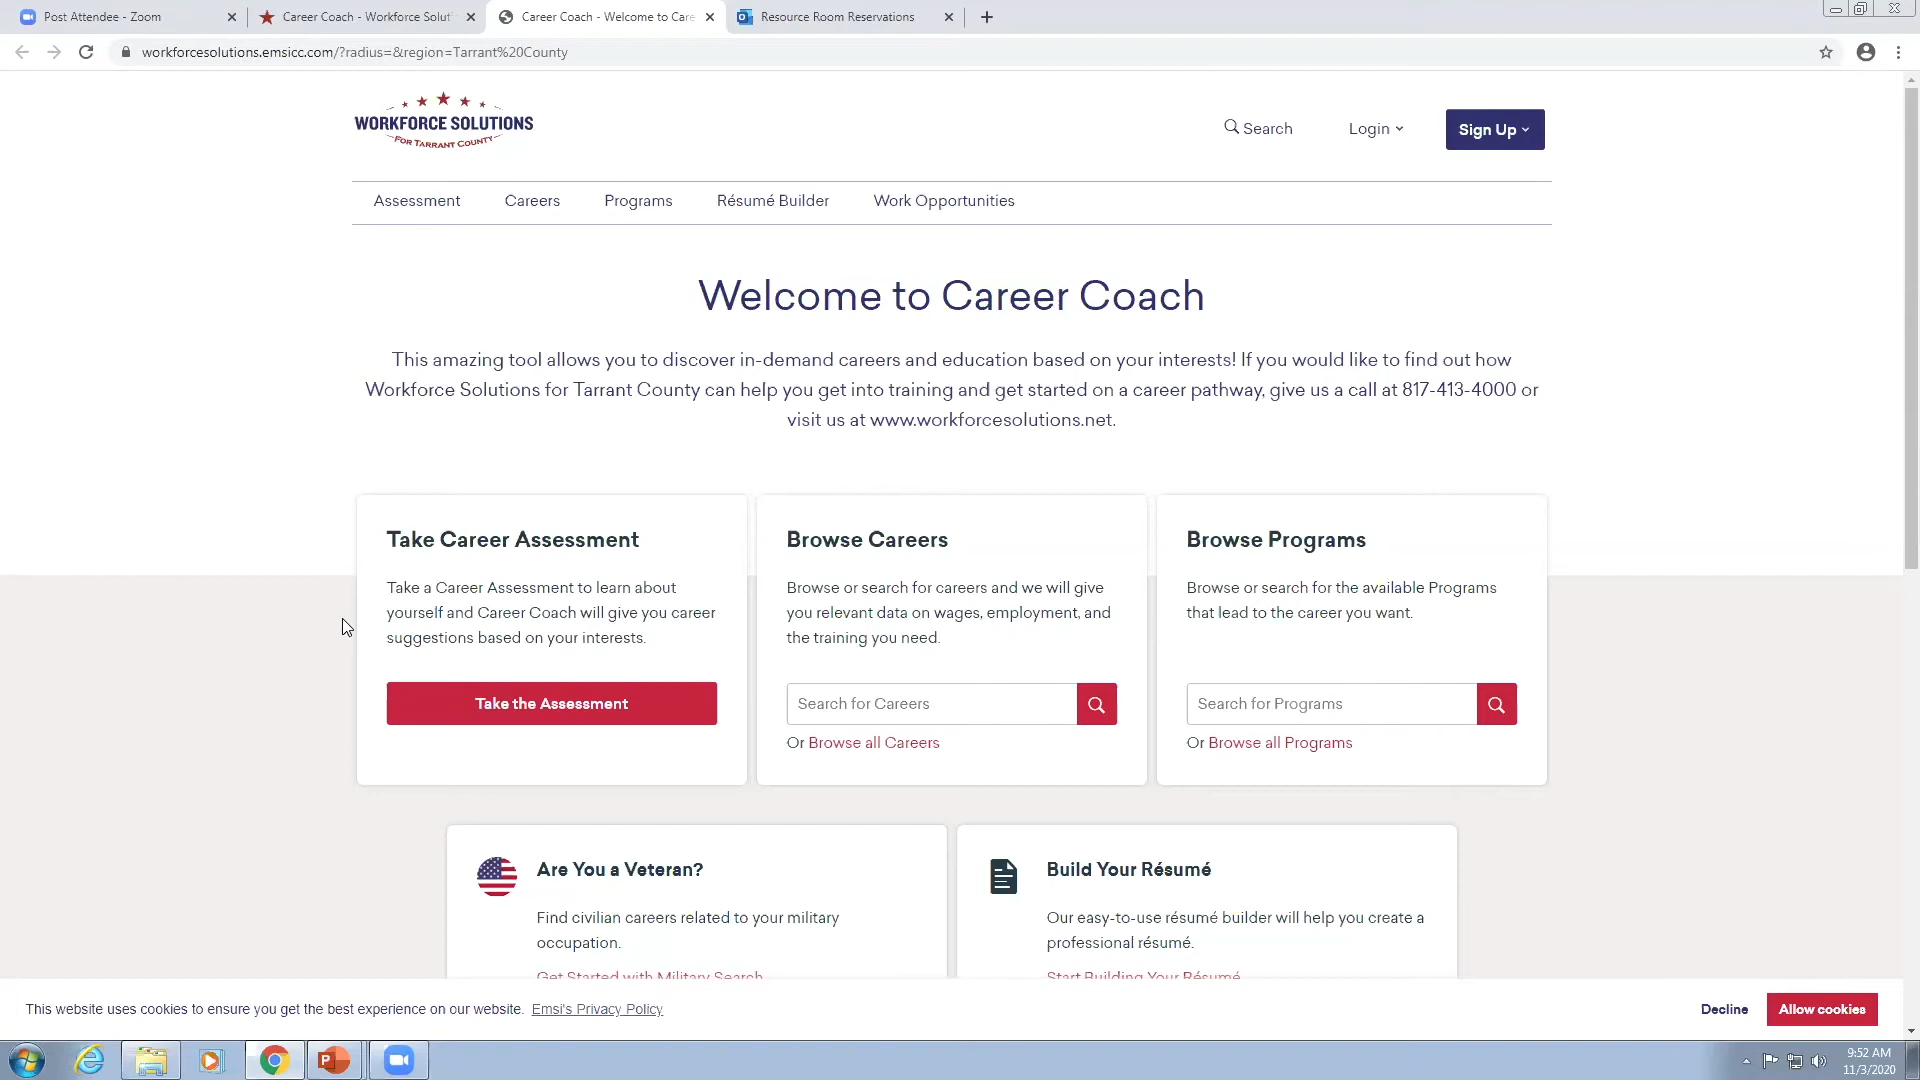 Post Attendee - Zoom
Career Coach - Workforce Solut
Career Coach - Welcome to Care
Resource Room Reservations
workforcesolutions.emsicc.com/?radius=&region=Tarrant%20County
WORKFORCE SOLUTIONS
FOR TARRANT COUNTY
Search
Login
Sign Up
Assessment
Careers
Programs
Résumé Builder
Work Opportunities
Welcome to Career Coach
This amazing tool allows you to discover in-demand careers and education based on your interests! If you would like to find out how
Workforce Solutions for Tarrant County can help you get into training and get started on a career pathway, give us a call at 817-413-4000 or
visit us at www.workforcesolutions.net.
Take Career Assessment
Take a Career Assessment to learn about
yourself and Career Coach will give you career
suggestions based on your interests.
Take the Assessment
Browse Careers
Browse or search for careers and we will give
you relevant data on wages, employment, and
the training you need.
Search for Careers
Or Browse all Careers
Browse Programs
Browse or search for the available Programs
that lead to the career you want.
Search for Programs
Or Browse all Programs
Are You a Veteran?
Find civilian careers related to your military
occupation.
Get Started with Military Search
Build Your Résumé
Our easy-to-use résumé builder will help you create a
professional résumé.
Start Building Your Résumé
This website uses cookies to ensure you get the best experience on our website. Emsi's Privacy Policy
Decline
Allow cookies
9:52 AM
11/3/2020